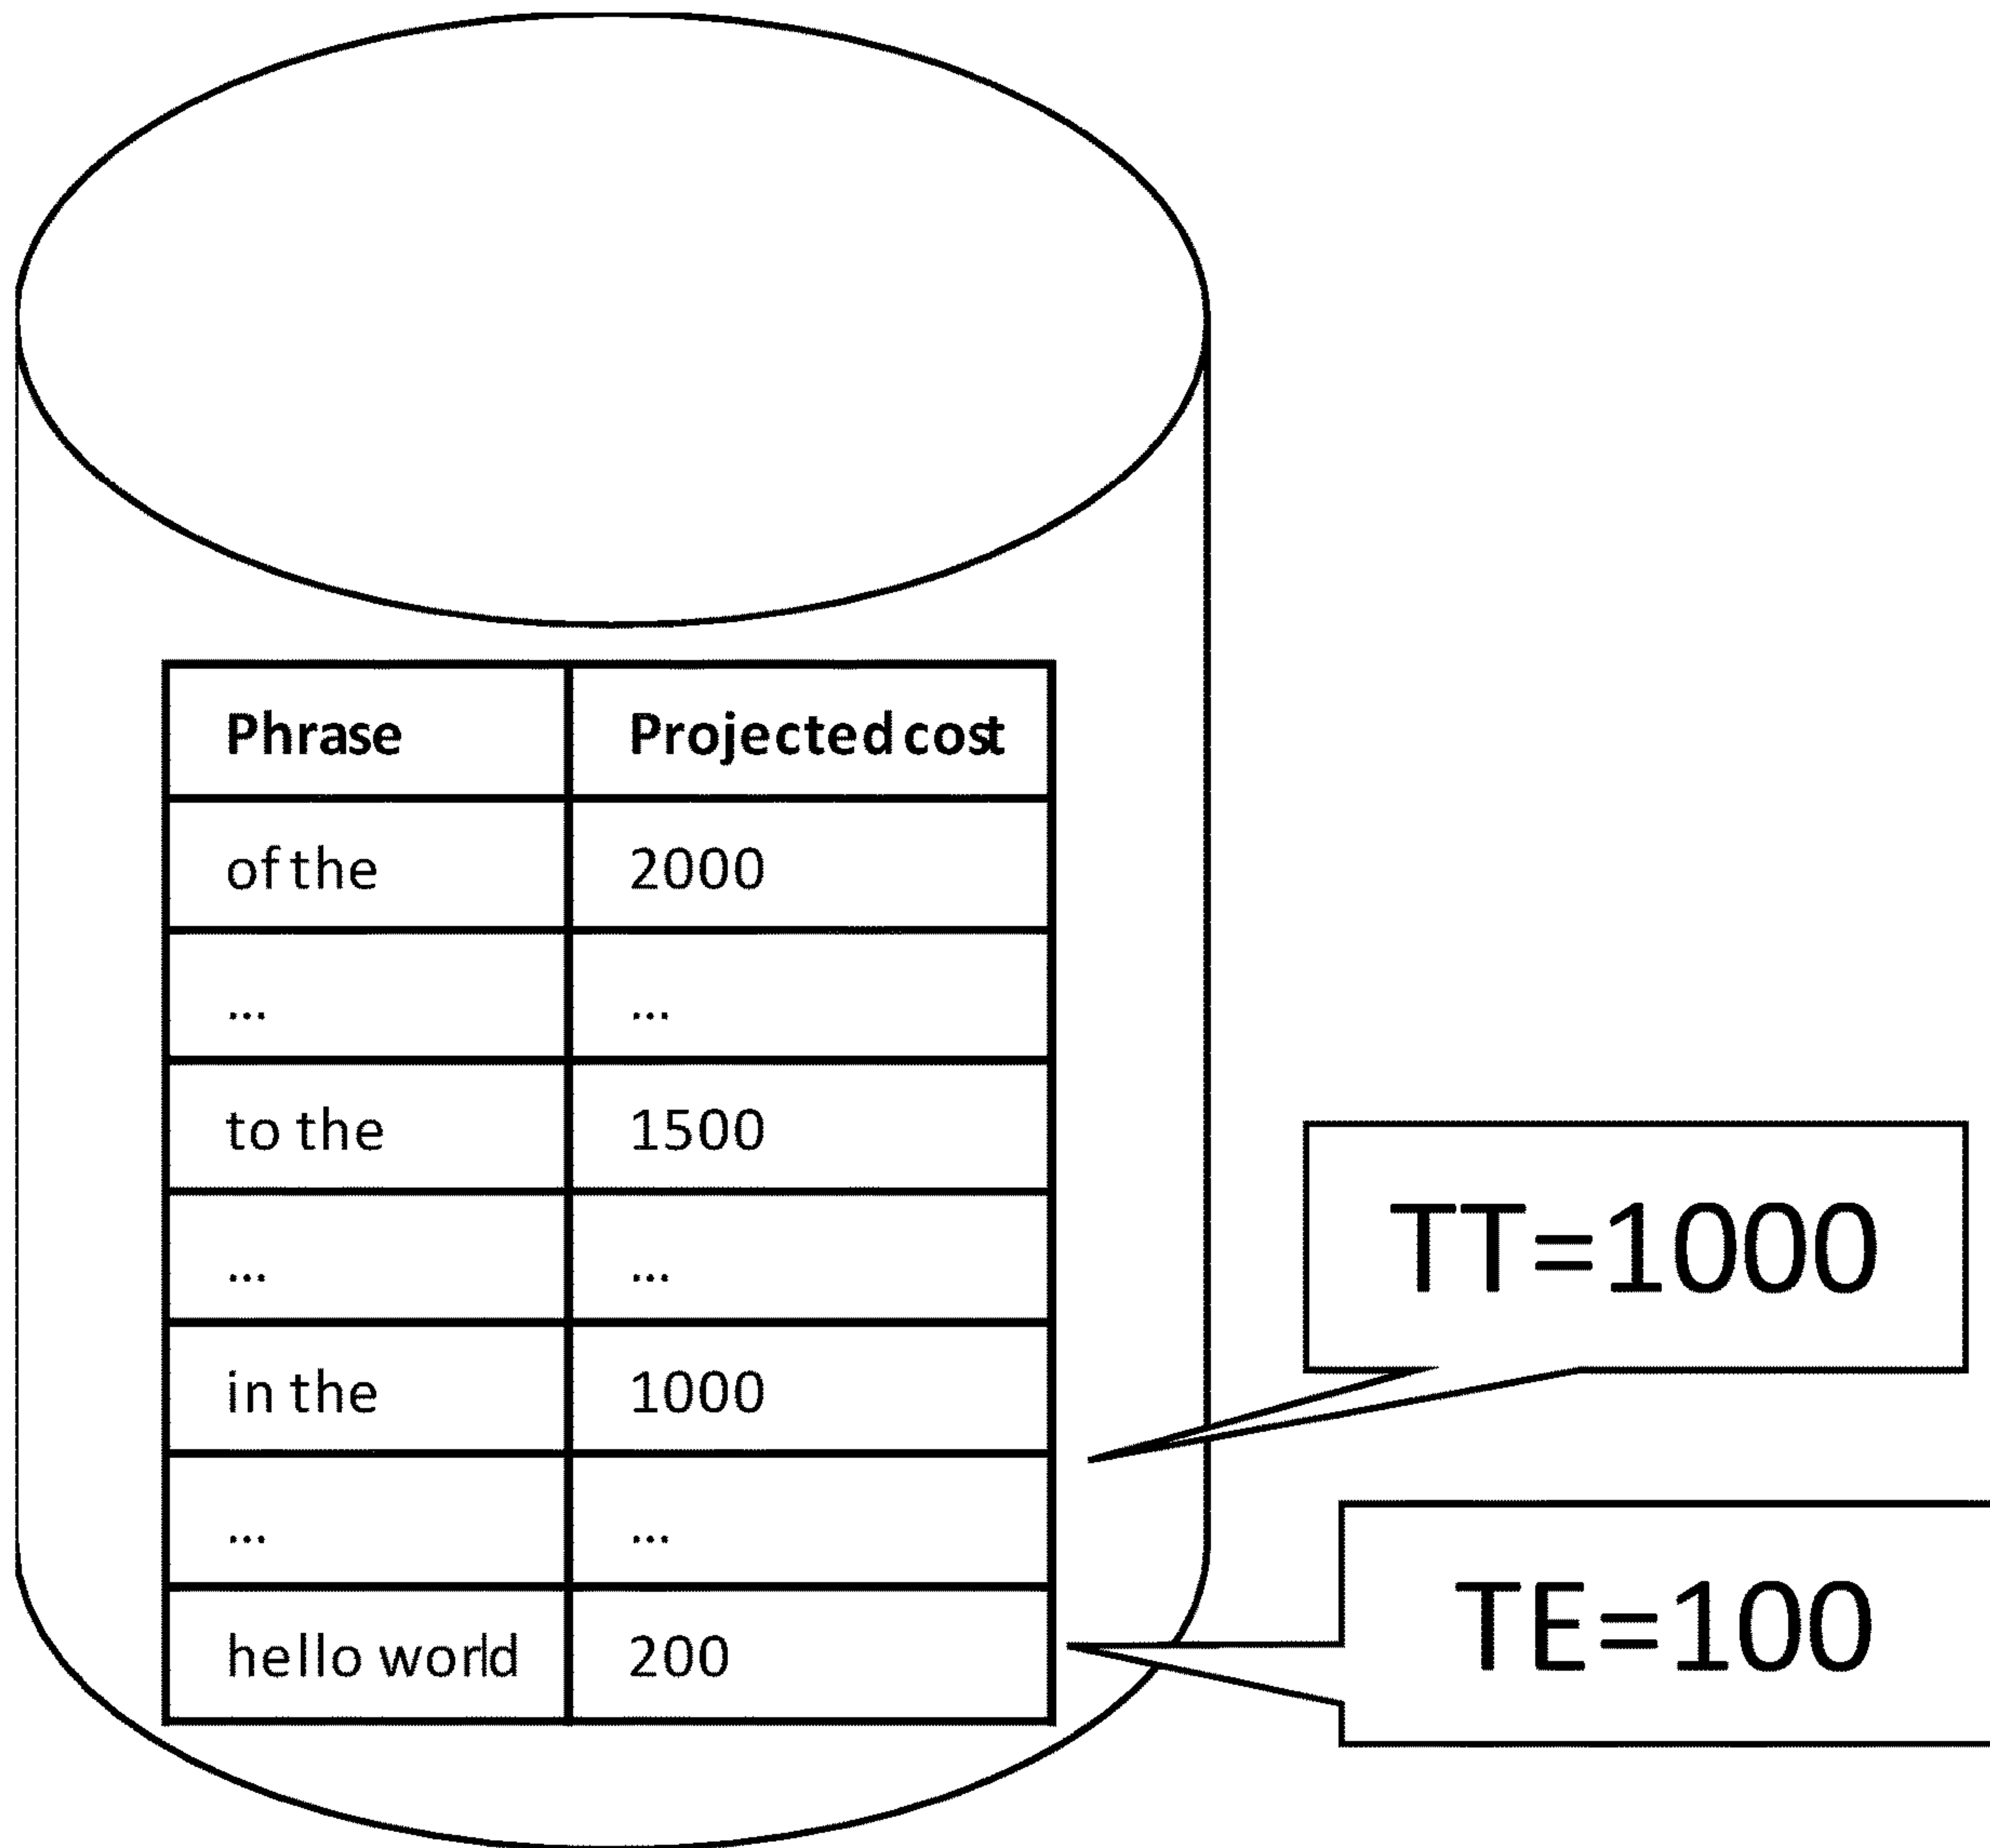 Phrase Projected cost
of the 2000
... ...
to the 1500
... ...
in the 1000
... ...
hello world 200
TT=1000
TE=100